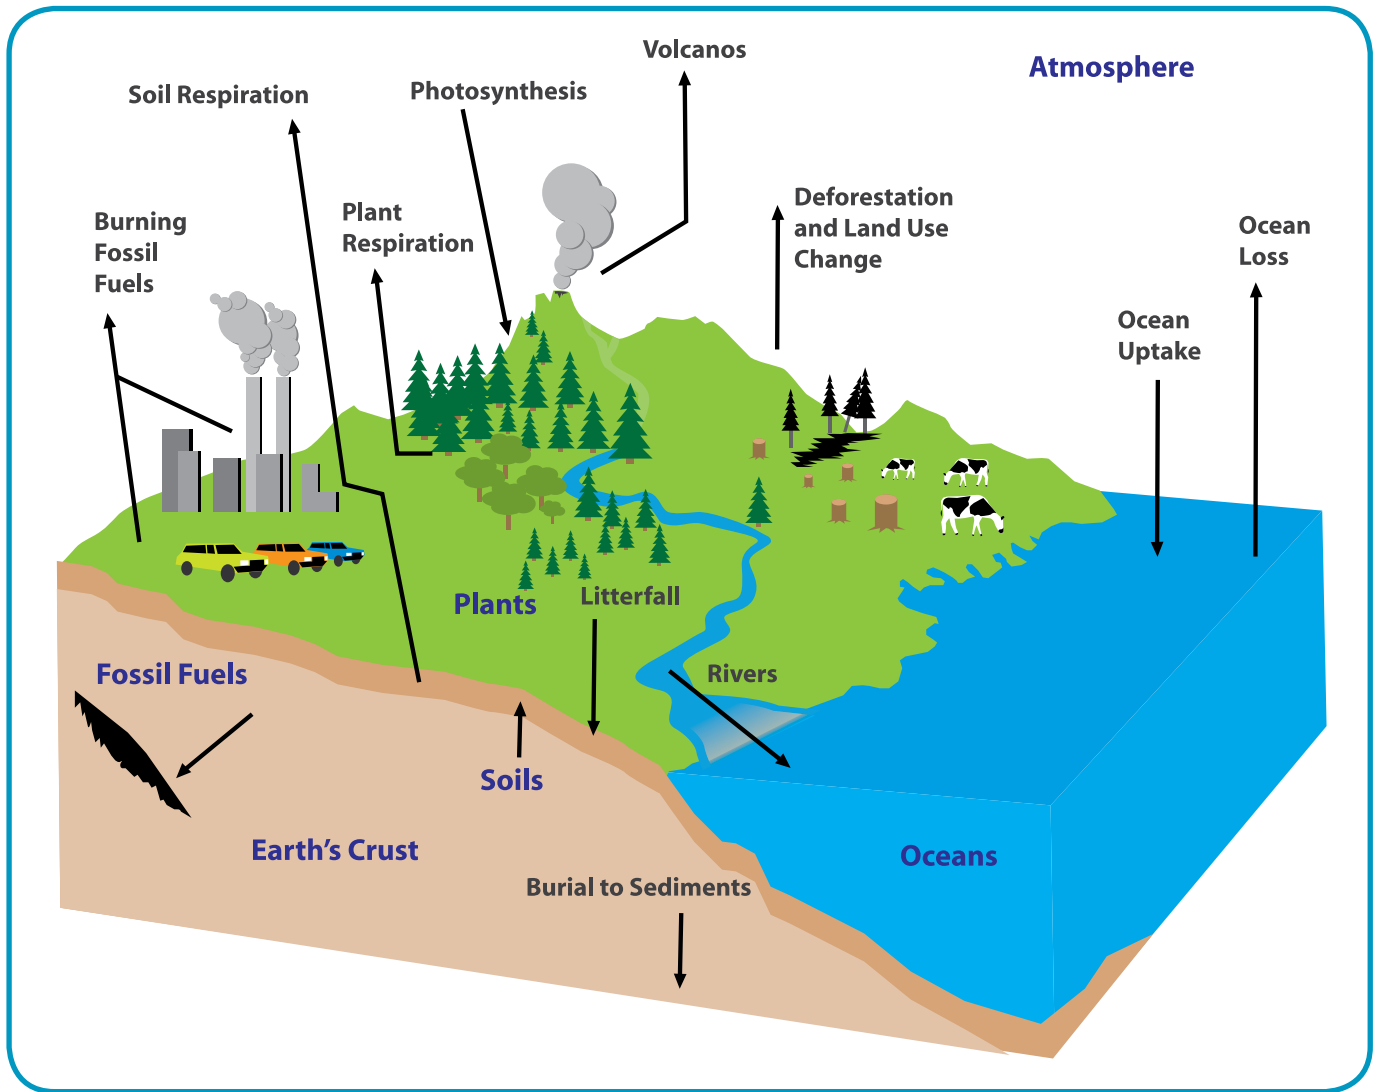 Volcanos
Atmosphere
Soil Respiration
Photosynthesis
Burning
Fossil
Fuels
Plant
Respiration
Deforestation
and Land Use
Change
Ocean
Loss
Ocean
Uptake
Plants
Litterfall
Fossil Fuels
Rivers
Soils
Earth’s Crust
Oceans
Burial to Sediments